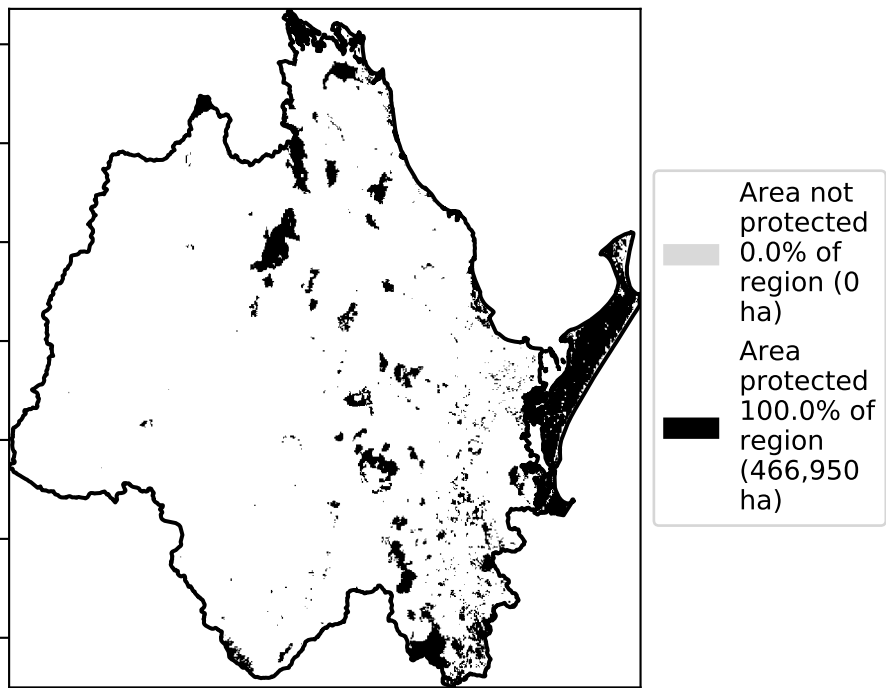 Area not
protected
0.0% of
region (0
ha)
Area
protected
100.0% of
region
(466,950
ha)